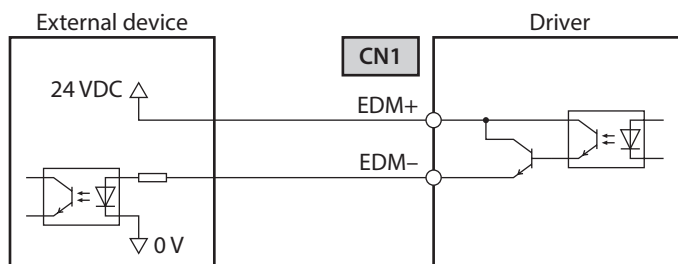 External device
Driver
CN1
24 VDC
EDM+
EDM–
0 V